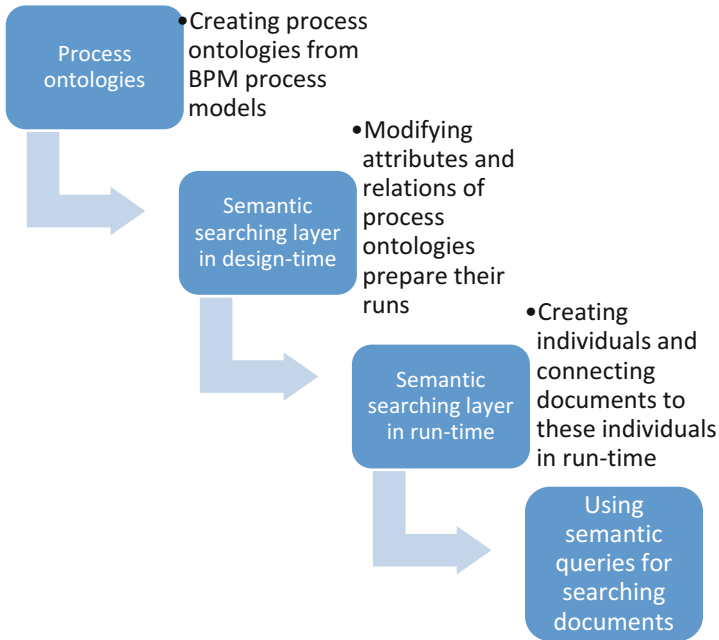 Process
ontologies
•Creating process
ontologies from
BPM process
models
Semantic
searching layer
in design-time
•Modifying
attributes and
relations of
process
ontologies
prepare their
runs
Semantic
searching layer
in run-time
•Creating
individuals and
connecting
documents to
these individuals
in run-time
Using
semantic
queries for
searching
documents